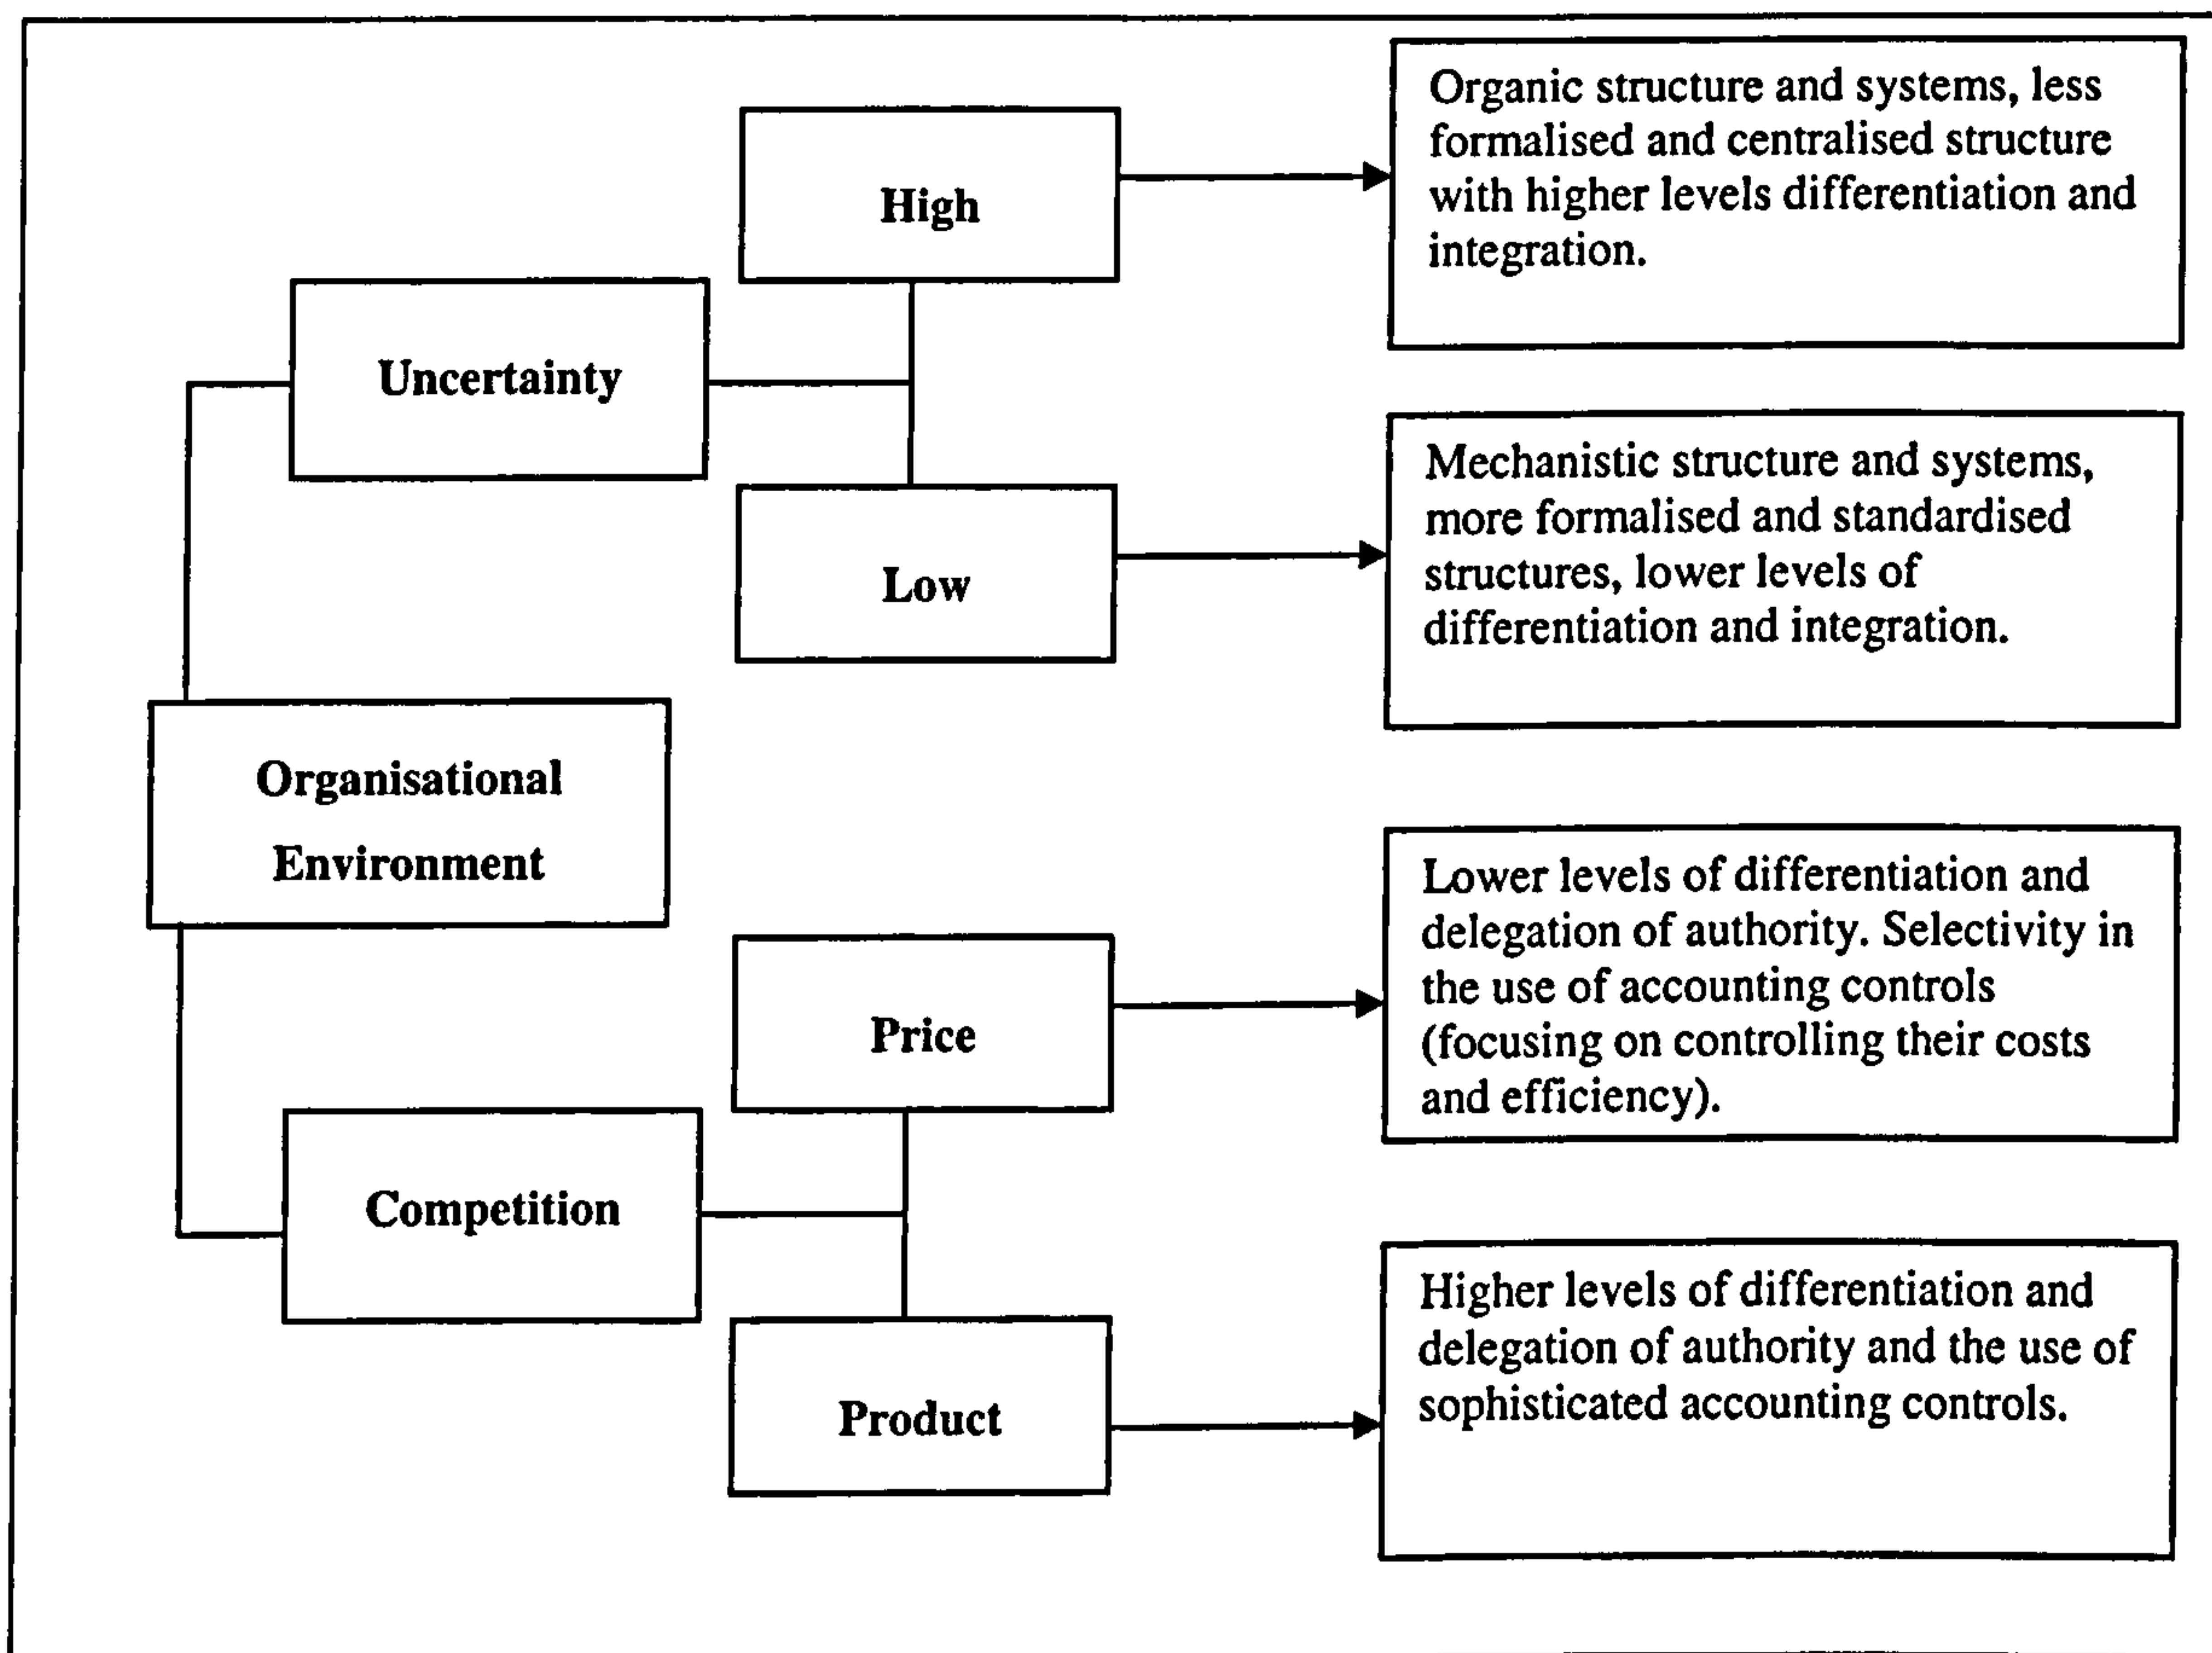 High
Organic structure and systems, less
formalised and centralised structure
with higher levels differentiation and
integration.
Uncertainty
Low
Mechanistic structure and systems,
more formalised and standardised
structures, lower levels of
differentiation and integration.
Organisational
Environment
Price
Lower levels of differentiation and
delegation of authority. Selectivity in
the use of accounting controls
(focusing on controlling their costs
and efficiency).
Competition
Product
Higher levels of differentiation and
delegation of authority and the use of
sophisticated accounting controls.